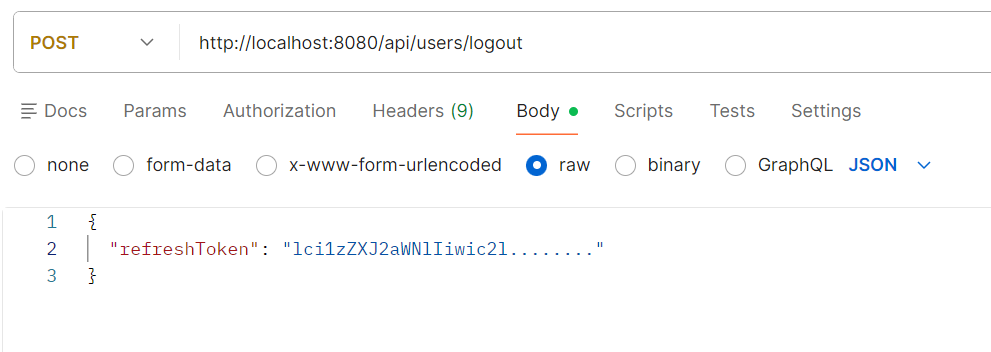 POST http://localhost:8080/api/users/logout
Docs Params Authorization Headers (9) Body Scripts Tests Settings
none form-data x-www-form-urlencoded raw binary GraphQL JSON
1 {
2 "refreshToken": "lci1zZXJ2aWNlIiwic2l........"
3 }